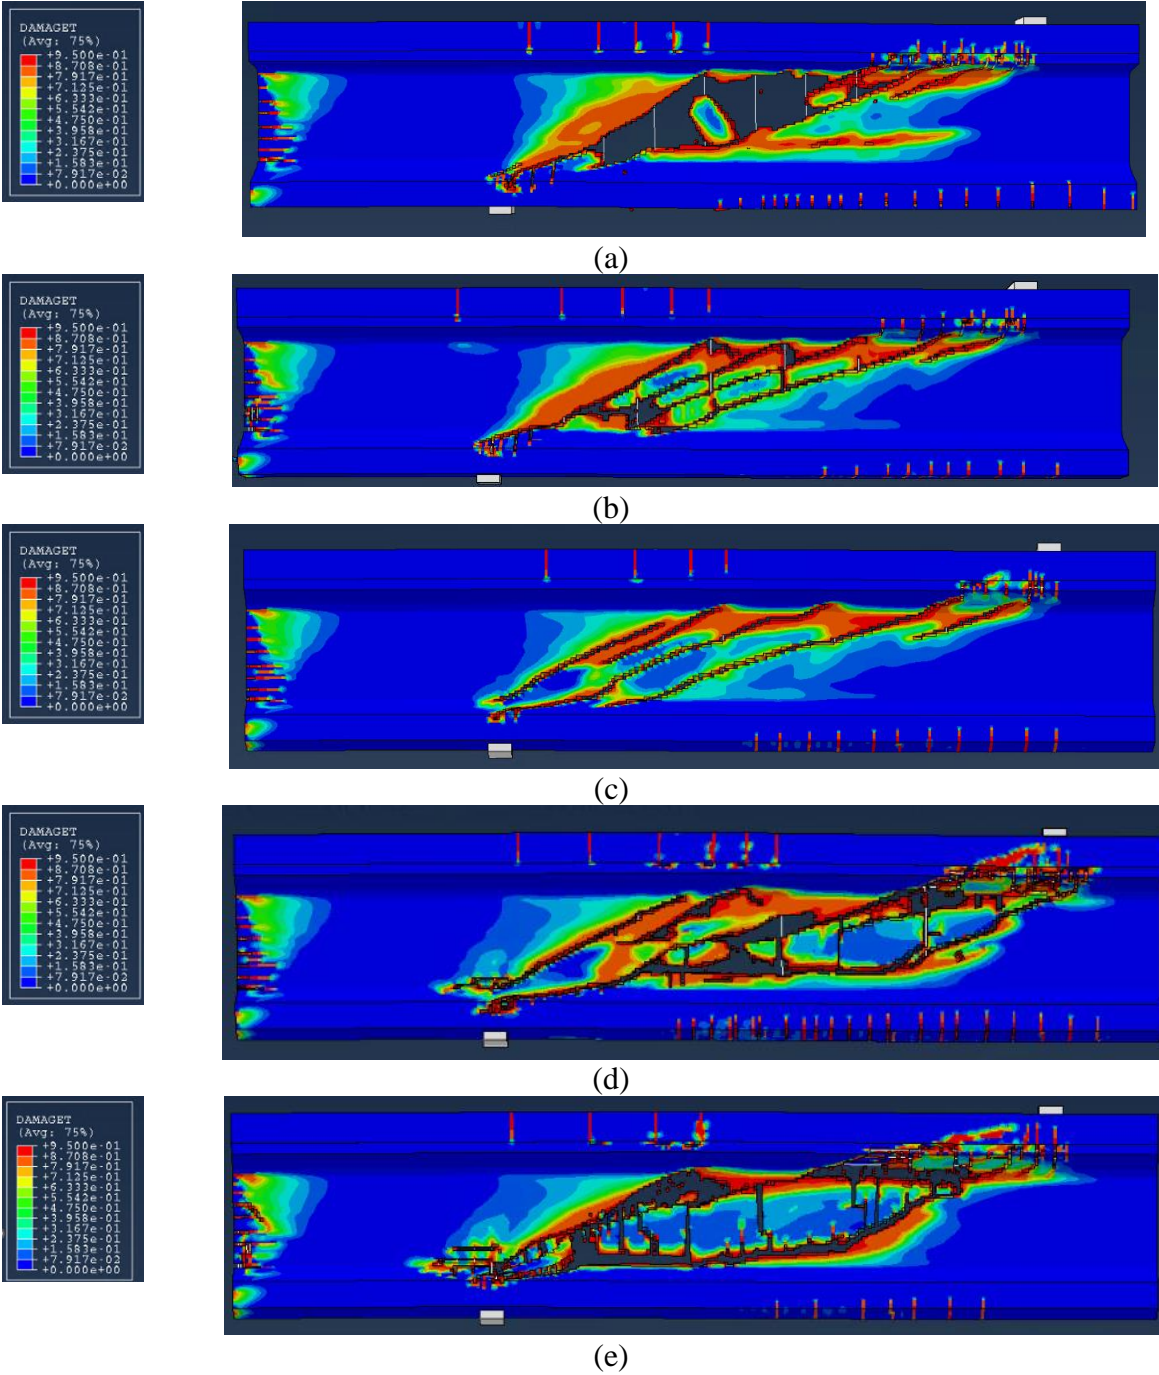 DAMAGET
(Avg: 75%)
+9.500e-01
+8.708e-01
+7.917e-01
+7.125e-01
+6.333e-01
+5.542e-01
+4.750e-01
+3.958e-01
+3.167e-01
+2.375e-01
+1.583e-01
+7.917e-02
+0.000e+00
(a)
DAMAGET
(Avg: 75%)
+9.500e-01
+8.708e-01
+7.917e-01
+7.125e-01
+6.333e-01
+5.542e-01
+4.750e-01
+3.958e-01
+3.167e-01
+2.375e-01
+1.583e-01
+7.917e-02
+0.000e+00
(b)
DAMAGET
(Avg: 75%)
+9.500e-01
+8.708e-01
+7.917e-01
+7.125e-01
+6.333e-01
+5.542e-01
+4.750e-01
+3.958e-01
+3.167e-01
+2.375e-01
+1.583e-01
+7.917e-02
+0.000e+00
(c)
DAMAGET
(Avg: 75%)
+9.500e-01
+8.708e-01
+7.917e-01
+7.125e-01
+6.333e-01
+5.542e-01
+4.750e-01
+3.958e-01
+3.167e-01
+2.375e-01
+1.583e-01
+7.917e-02
+0.000e+00
(d)
DAMAGET
(Avg: 75%)
+9.500e-01
+8.708e-01
+7.917e-01
+7.125e-01
+6.333e-01
+5.542e-01
+4.750e-01
+3.958e-01
+3.167e-01
+2.375e-01
+1.583e-01
+7.917e-02
+0.000e+00
(e)